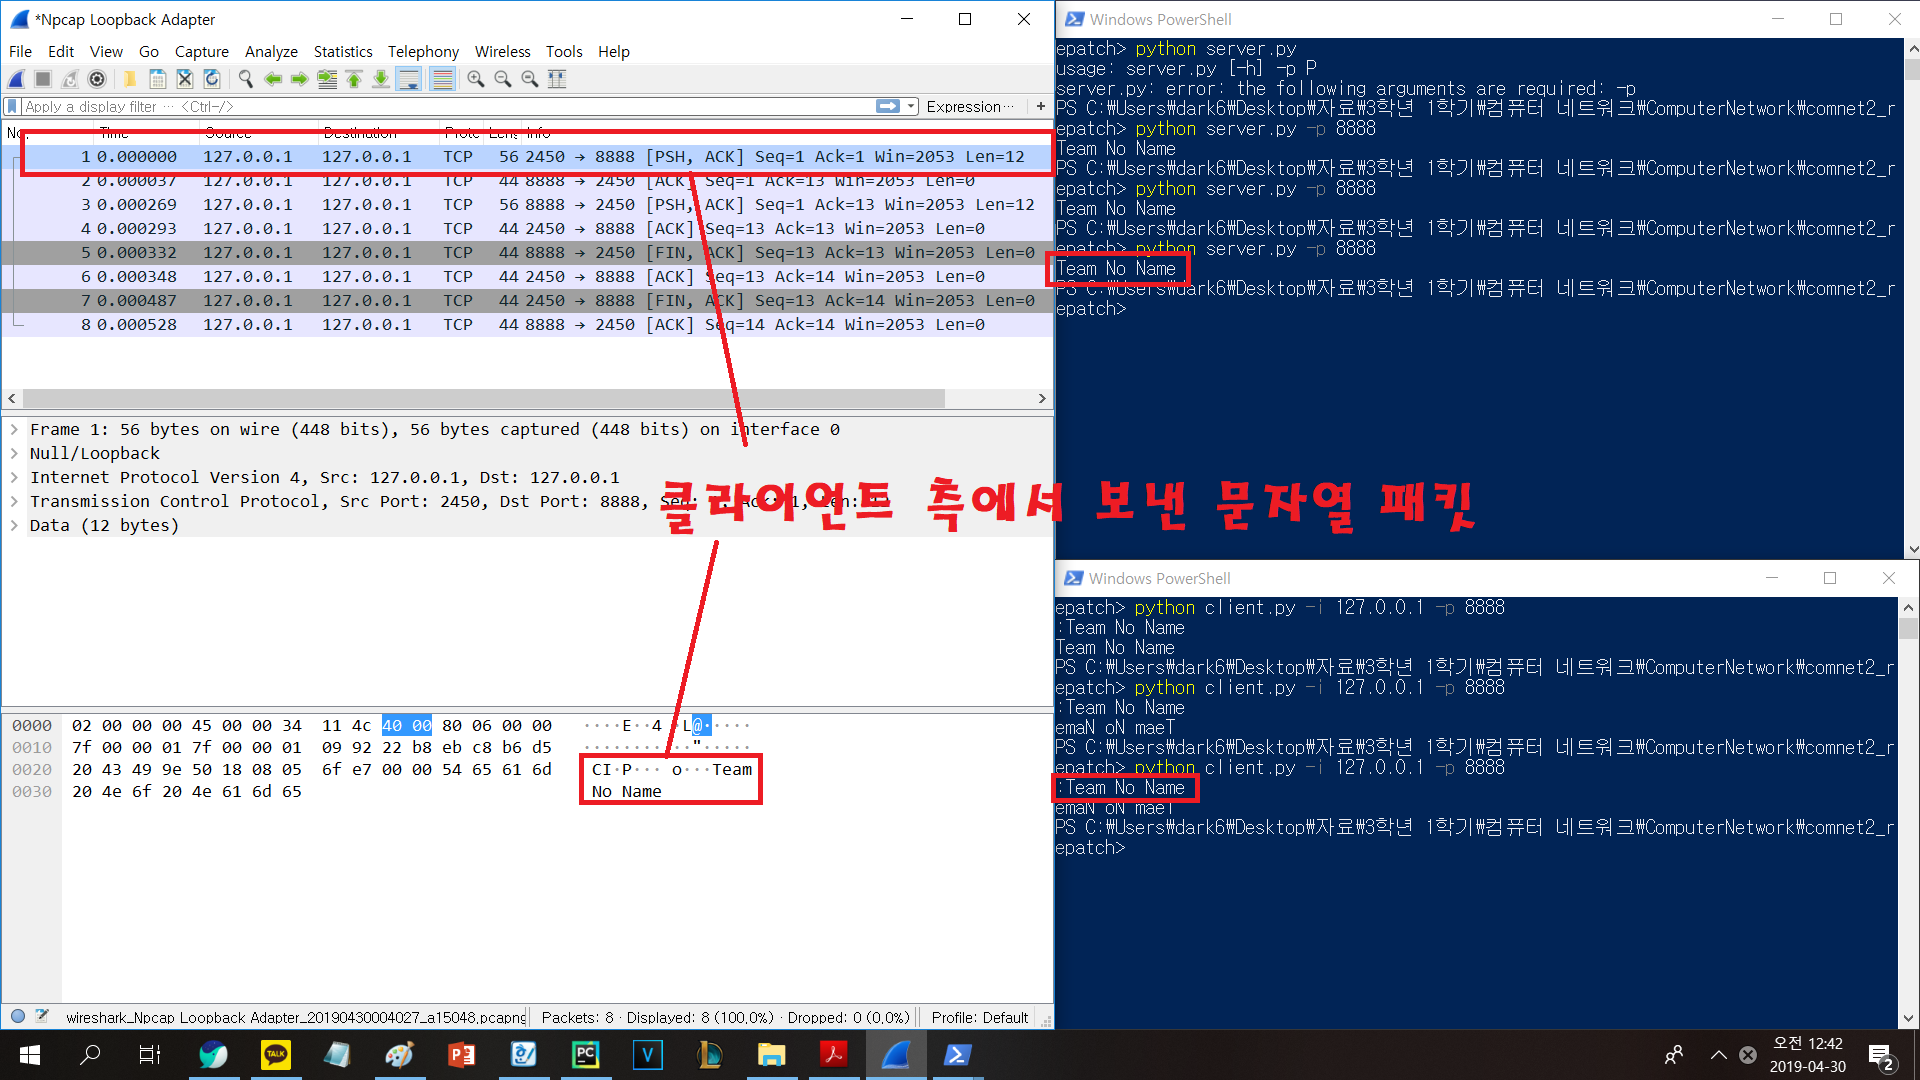 *Npcap Loopback Adapter
File Edit View Go Capture Analyze Statistics Telephony Wireless Tools Help
Apply a display filter ··· <Ctrl-/>
Expression···
+
No. Time Source Destination Protc Leng Info
1 0.000000 127.0.0.1 127.0.0.1 TCP 56 2450 → 8888 [PSH, ACK] Seq=1 Ack=1 Win=2053 Len=12
2 0.000037 127.0.0.1 127.0.0.1 TCP 44 8888 → 2450 [ACK] Seq=1 Ack=13 Win=2053 Len=0
3 0.000269 127.0.0.1 127.0.0.1 TCP 56 8888 → 2450 [PSH, ACK] Seq=1 Ack=13 Win=2053 Len=12
4 0.000293 127.0.0.1 127.0.0.1 TCP 44 2450 → 8888 [ACK] Seq=13 Ack=13 Win=2053 Len=0
5 0.000332 127.0.0.1 127.0.0.1 TCP 44 8888 → 2450 [FIN, ACK] Seq=13 Ack=13 Win=2053 Len=0
6 0.000348 127.0.0.1 127.0.0.1 TCP 44 2450 → 8888 [ACK] Seq=13 Ack=14 Win=2053 Len=0
7 0.000487 127.0.0.1 127.0.0.1 TCP 44 2450 → 8888 [FIN, ACK] Seq=13 Ack=14 Win=2053 Len=0
8 0.000528 127.0.0.1 127.0.0.1 TCP 44 8888 → 2450 [ACK] Seq=14 Ack=14 Win=2053 Len=0
Frame 1: 56 bytes on wire (448 bits), 56 bytes captured (448 bits) on interface 0
Null/Loopback
Internet Protocol Version 4, Src: 127.0.0.1, Dst: 127.0.0.1
Transmission Control Protocol, Src Port: 2450, Dst Port: 8888, Seq: 1, Ack: 1, Len: 12
Data (12 bytes)
클라이언트 측에서 보낸 문자열 패킷
0000 02 00 00 00 45 00 00 34 11 4c 40 00 80 06 00 00 ····E··4 ·L@·····
0010 7f 00 00 01 7f 00 00 01 09 92 22 b8 eb c8 b6 d5 ·········· "·····
0020 20 43 49 9e 50 18 08 05 6f e7 00 00 54 65 61 6d CI·P··· o···Team
0030 20 4e 6f 20 4e 61 6d 65 No Name
wireshark_Npcap Loopback Adapter_20190430004027_a15048.pcapng
Packets: 8 · Displayed: 8 (100.0%) · Dropped: 0 (0.0%)
Profile: Default
Windows PowerShell
epatch> python server.py
usage: server.py [-h] -p P
server.py: error: the following arguments are required: -p
PS C:₩Users₩dark6₩Desktop₩자료₩3학년 1학기₩컴퓨터 네트워크₩ComputerNetwork₩comnet2_r
epatch> python server.py -p 8888
Team No Name
PS C:₩Users₩dark6₩Desktop₩자료₩3학년 1학기₩컴퓨터 네트워크₩ComputerNetwork₩comnet2_r
epatch> python server.py -p 8888
Team No Name
PS C:₩Users₩dark6₩Desktop₩자료₩3학년 1학기₩컴퓨터 네트워크₩ComputerNetwork₩comnet2_r
epatch> python server.py -p 8888
Team No Name
PS C:₩Users₩dark6₩Desktop₩자료₩3학년 1학기₩컴퓨터 네트워크₩ComputerNetwork₩comnet2_r
epatch>
Windows PowerShell
epatch> python client.py -i 127.0.0.1 -p 8888
:Team No Name
Team No Name
PS C:₩Users₩dark6₩Desktop₩자료₩3학년 1학기₩컴퓨터 네트워크₩ComputerNetwork₩comnet2_r
epatch> python client.py -i 127.0.0.1 -p 8888
:Team No Name
emaN oN maeT
PS C:₩Users₩dark6₩Desktop₩자료₩3학년 1학기₩컴퓨터 네트워크₩ComputerNetwork₩comnet2_r
epatch> python client.py -i 127.0.0.1 -p 8888
:Team No Name
emaN oN maeT
PS C:₩Users₩dark6₩Desktop₩자료₩3학년 1학기₩컴퓨터 네트워크₩ComputerNetwork₩comnet2_r
epatch>
TALK
PC
V
오전 12:42
2019-04-30
2